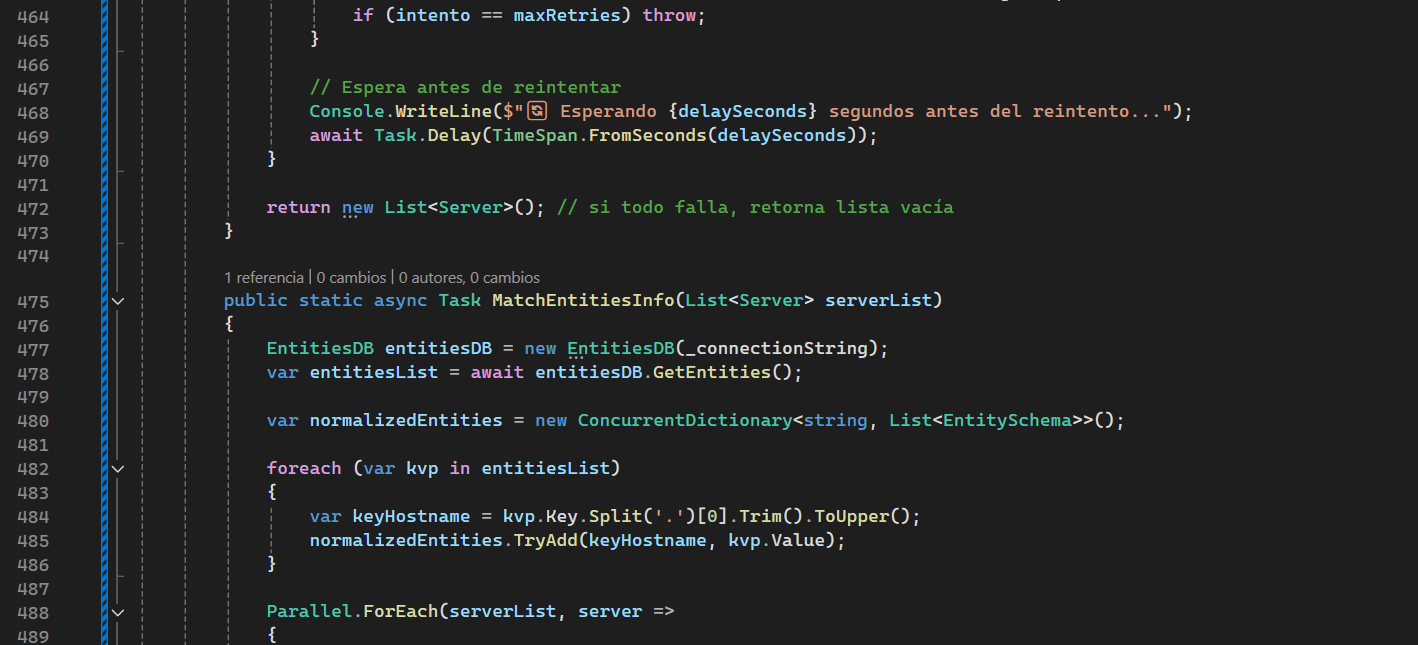 464 if (intento == maxRetries) throw;
465 }
466
467 // Espera antes de reintentar
468 Console.WriteLine($"🔄 Esperando {delaySeconds} segundos antes del reintento...");
469 await Task.Delay(TimeSpan.FromSeconds(delaySeconds));
470 }
471
472 return new List<Server>(); // si todo falla, retorna lista vacía
473 }
474
1 referencia | 0 cambios | 0 autores, 0 cambios
475 public static async Task MatchEntitiesInfo(List<Server> serverList)
476 {
477 EntitiesDB entitiesDB = new EntitiesDB(_connectionString);
478 var entitiesList = await entitiesDB.GetEntities();
479
480 var normalizedEntities = new ConcurrentDictionary<string, List<EntitySchema>>();
481
482 foreach (var kvp in entitiesList)
483 {
484 var keyHostname = kvp.Key.Split('.')[0].Trim().ToUpper();
485 normalizedEntities.TryAdd(keyHostname, kvp.Value);
486 }
487
488 Parallel.ForEach(serverList, server =>
489 {